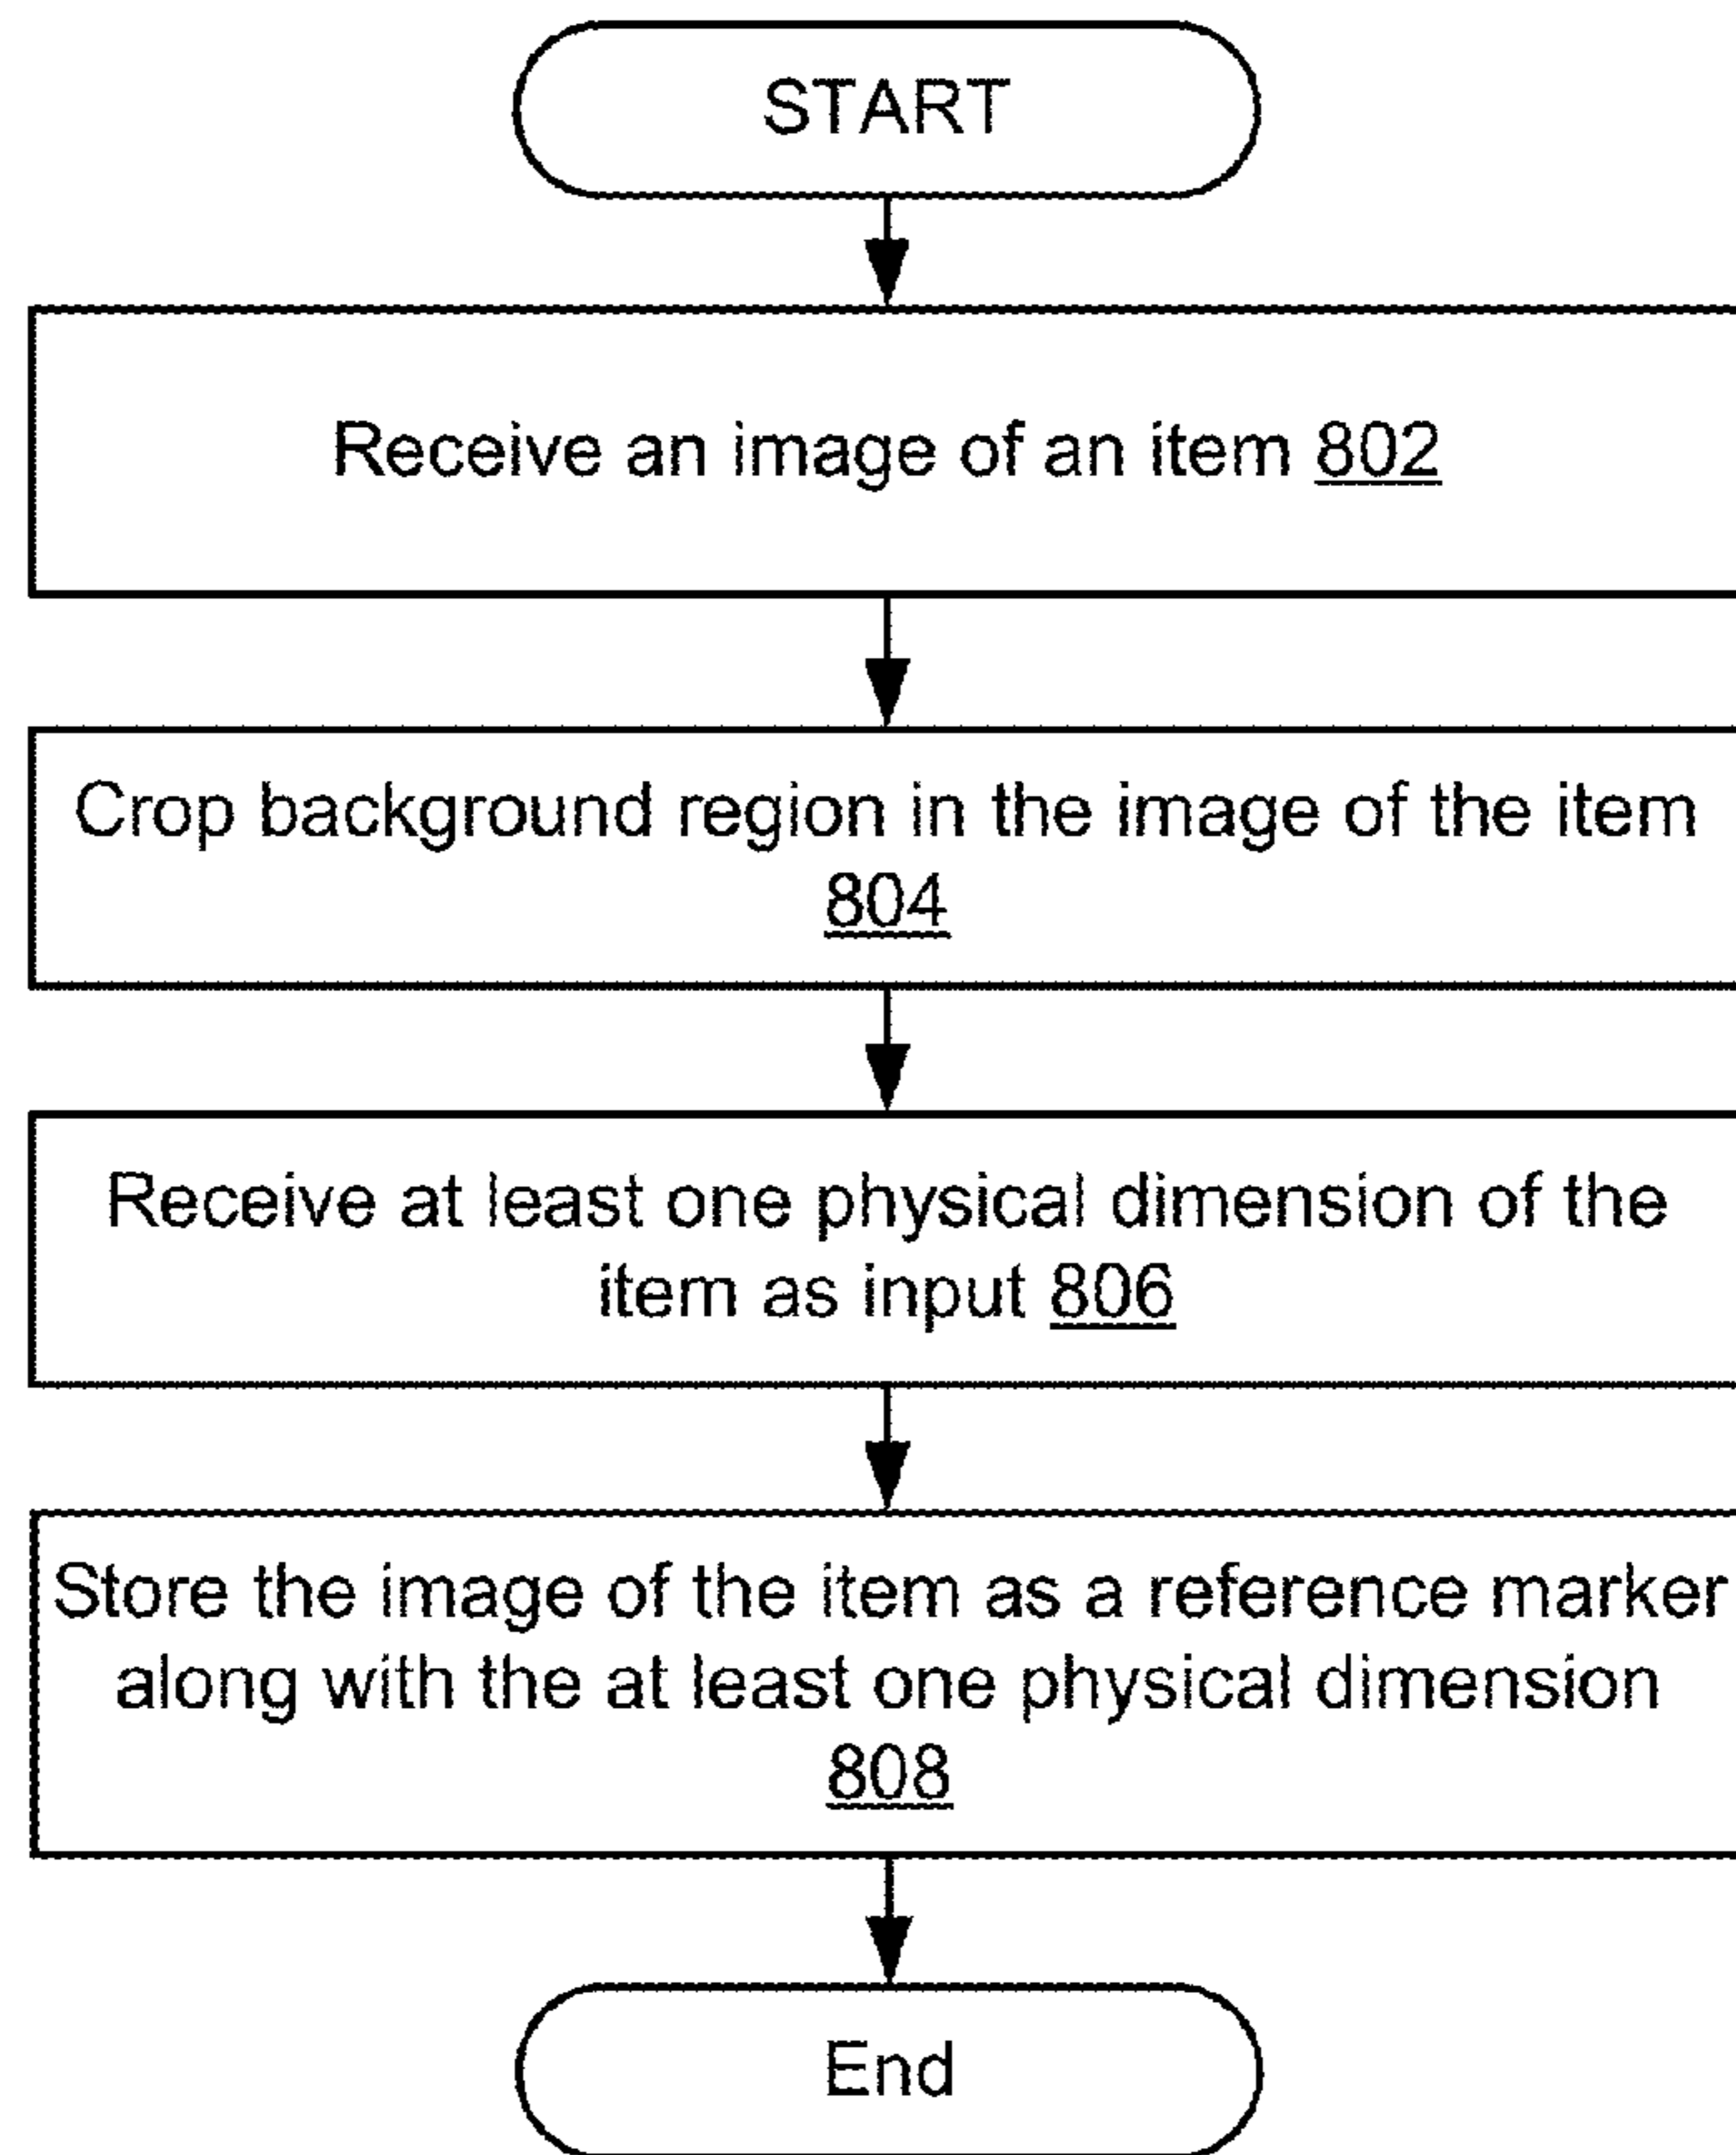 START
Receive an image of an item 802
Crop background region in the image of the item
804
Receive at least one physical dimension of the
item as input 806
Store the image of the item as a reference marker
along with the at least one physical dimension
808
End